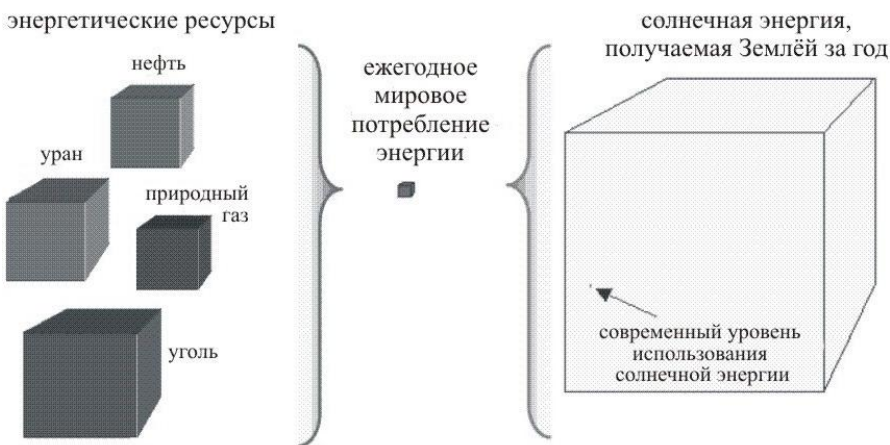 энергетические ресурсы
нефть
уран
природный
газ
уголь
ежегодное
мировое
потребление
энергии
солнечная энергия,
получаемая Землёй за год
современный уровень
использования
солнечной энергии